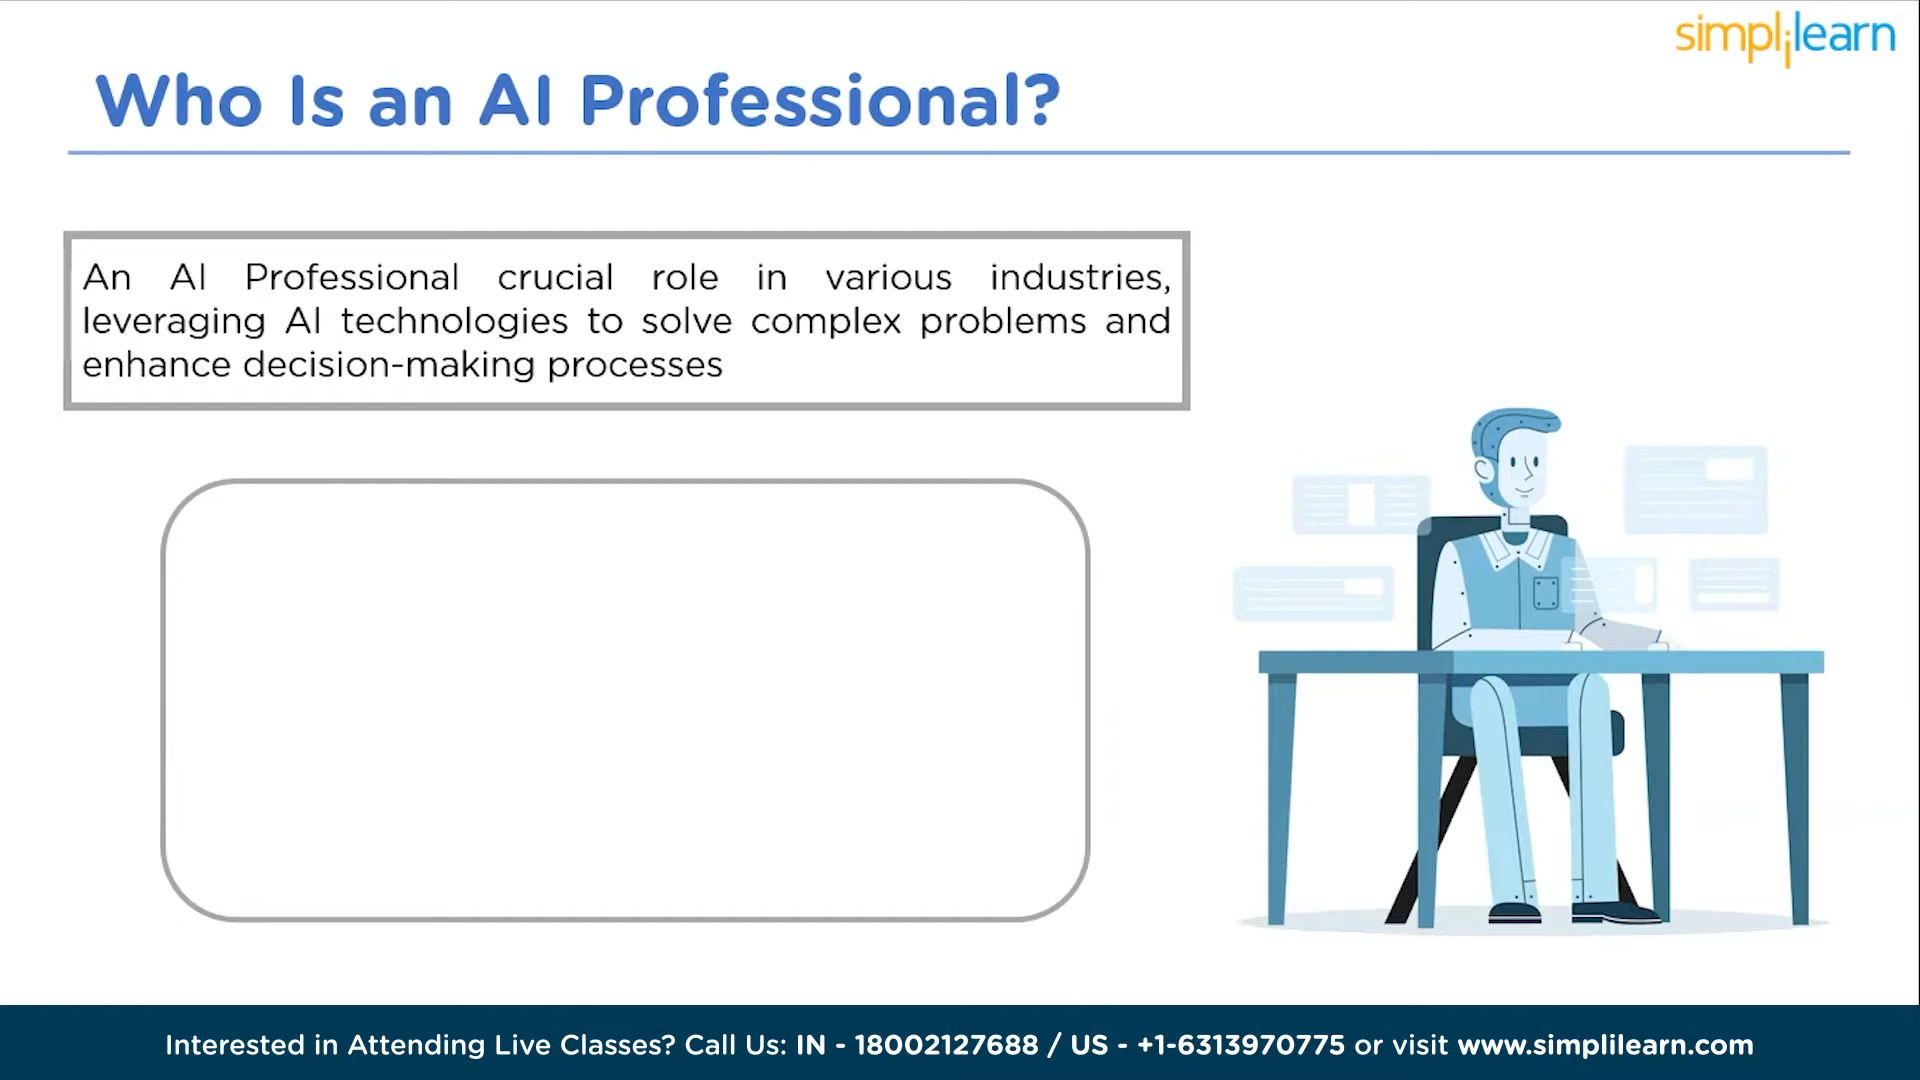 simplilearn
Who Is an AI Professional?
An AI Professional crucial role in various industries,
leveraging AI technologies to solve complex problems and
enhance decision-making processes
Interested in Attending Live Classes? Call Us: IN - 18002127688 / US - +1-6313970775 or visit www.simplilearn.com